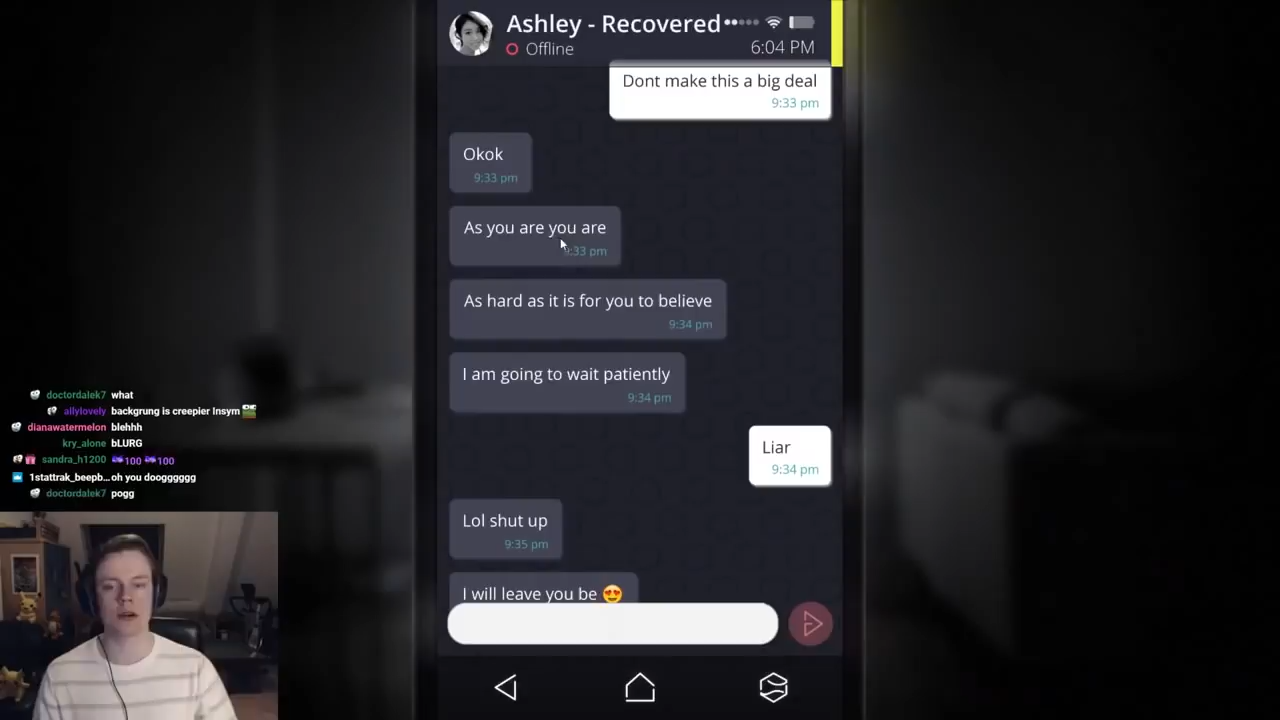 Ashley - Recovered
Offline
6:04 PM
Dont make this a big deal
9:33 pm
Okok
9:33 pm
As you are you are
9:33 pm
As hard as it is for you to believe
9:34 pm
I am going to wait patiently
9:34 pm
Liar
9:34 pm
Lol shut up
9:35 pm
I will leave you be 😍
doctordalek7 what
allylovely backgrung is creepier Insym
dianawatermelon blehhh
kry_alone bLURG
sandra_h1200 100 100
1stattrak_beepb... oh you doogggggg
doctordalek7 pogg